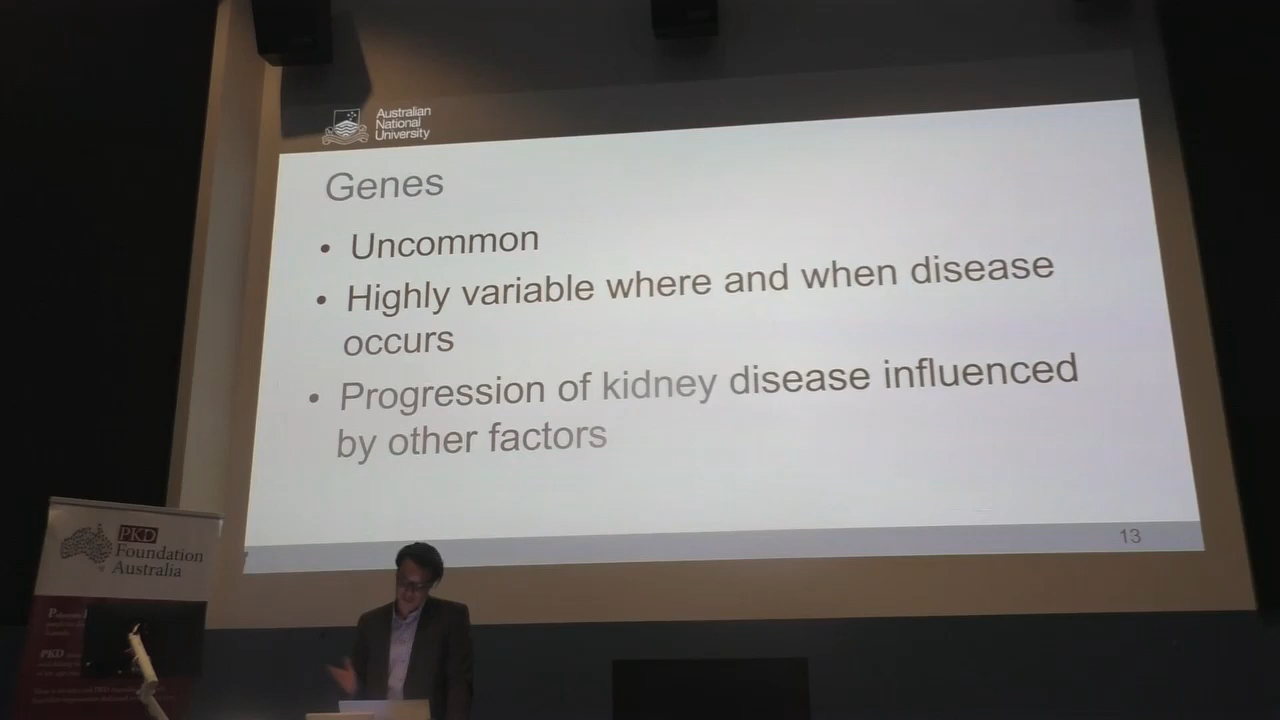 Australian
National
University
Genes
• Uncommon
• Highly variable where and when disease
occurs
• Progression of kidney disease influenced
by other factors
13
PKD
Foundation
Australia
PKD